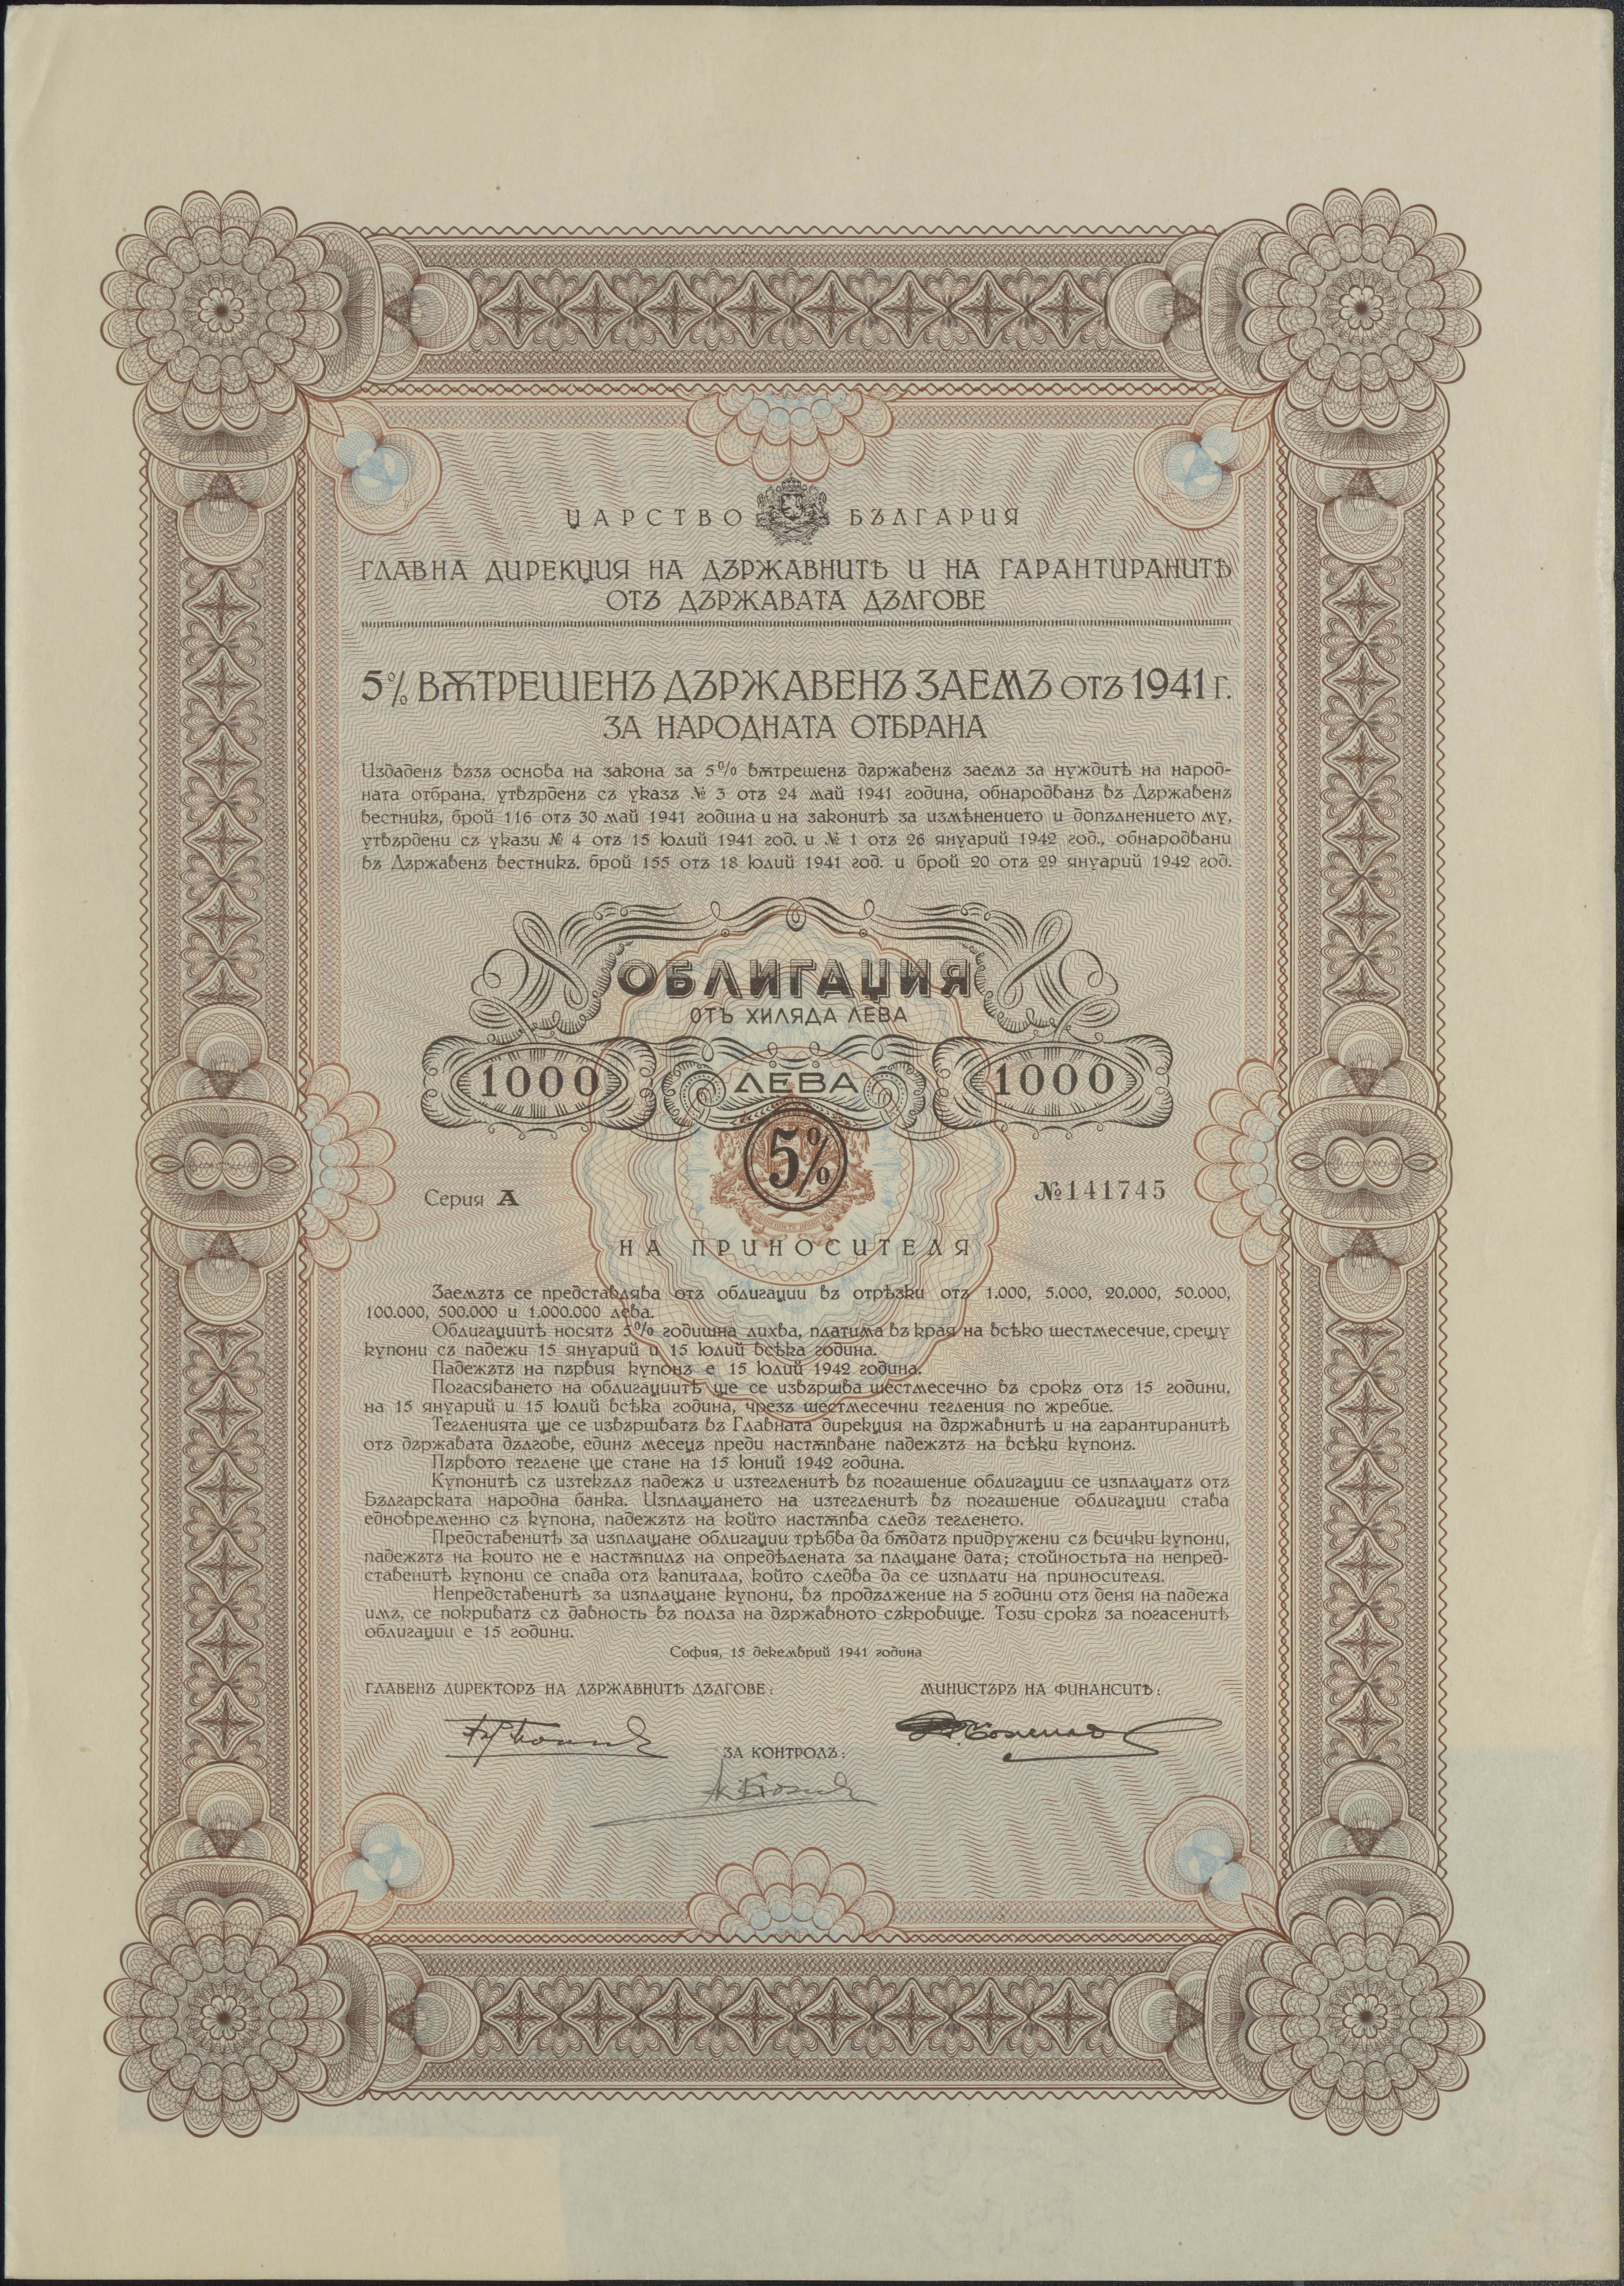 ЦАРСТВО БЪЛГАРИЯ
ГЛАВНА ДИРЕКЦИЯ НА ДЪРЖАВНИТѢ И НА ГАРАНТИРАНИТѢ
ОТЪ ДЪРЖАВАТА ДЪЛГОВЕ
5% ВѪТРЕШЕНЪ ДЪРЖАВЕНЪ ЗАЕМЪ ОТЪ 1941 Г.
ЗА НАРОДНАТА ОТБРАНА
Издаденъ възъ основа на закона за 5% вѫтрешенъ държавенъ заемъ за нуждитѣ на народ-
ната отбрана, утвърденъ съ указъ № 3 отъ 24 май 1941 година, обнародванъ въ Държавенъ
вестникъ, брой 116 отъ 30 май 1941 година и на законитѣ за измѣнението и допълнението му,
утвърдени съ укази № 4 отъ 15 юлий 1941 год. и № 1 отъ 26 януарий 1942 год., обнародвани
въ Държавенъ вестникъ, брой 155 отъ 18 юлий 1941 год. и брой 20 отъ 29 януарий 1942 год.
ОБЛИГАЦИЯ
ОТЪ ХИЛЯДА ЛЕВА
1000 ЛЕВА 1000
5%
Серия А №141745
НА ПРИНОСИТЕЛЯ
Заемътъ се представлява отъ облигации въ отрѣзки отъ 1.000, 5.000, 20.000, 50.000,
100.000, 500.000 и 1.000.000 лева.
Облигациитѣ носятъ 5% годишна лихва, платима въ края на всѣко шестмесечие, срещу
купони съ падежи 15 януарий и 15 юлий всѣка година.
Падежътъ на първия купонъ е 15 юлий 1942 година.
Погасяването на облигациитѣ ще се извършва шестмесечно въ срокъ отъ 15 години,
на 15 януарий и 15 юлий всѣка година, чрезъ шестмесечни тегления по жребие.
Тегленията ще се извършватъ въ Главната дирекция на държавнитѣ и на гарантиранитѣ
отъ държавата дългове, единъ месецъ преди настѫпване падежътъ на всѣки купонъ.
Първото теглене ще стане на 15 юний 1942 година.
Купонитѣ съ изтекълъ падежъ и изтегленитѣ въ погашение облигации се изплащатъ отъ
Българската народна банка. Изплащането на изтегленитѣ въ погашение облигации става
едновременно съ купона, падежътъ на който настѫпва следъ тегленето.
Представенитѣ за изплащане облигации трѣбва да бѫдатъ придружени съ всички купони,
падежътъ на които не е настѫпилъ на опредѣлената за плащане дата; стойностьта на непред-
ставенитѣ купони се спада отъ капитала, който следва да се изплати на приносителя.
Непредставенитѣ за изплащане купони, въ продължение на 5 години отъ деня на падежа
имъ, се покриватъ съ давность въ полза на държавното съкровище. Този срокъ за погасенитѣ
облигации е 15 години.
София, 15 декемврий 1941 година
ГЛАВЕНЪ ДИРЕКТОРЪ НА ДЪРЖАВНИТѢ ДЪЛГОВЕ: МИНИСТЪРЪ НА ФИНАНСИТѢ:
ЗА КОНТРОЛЪ: